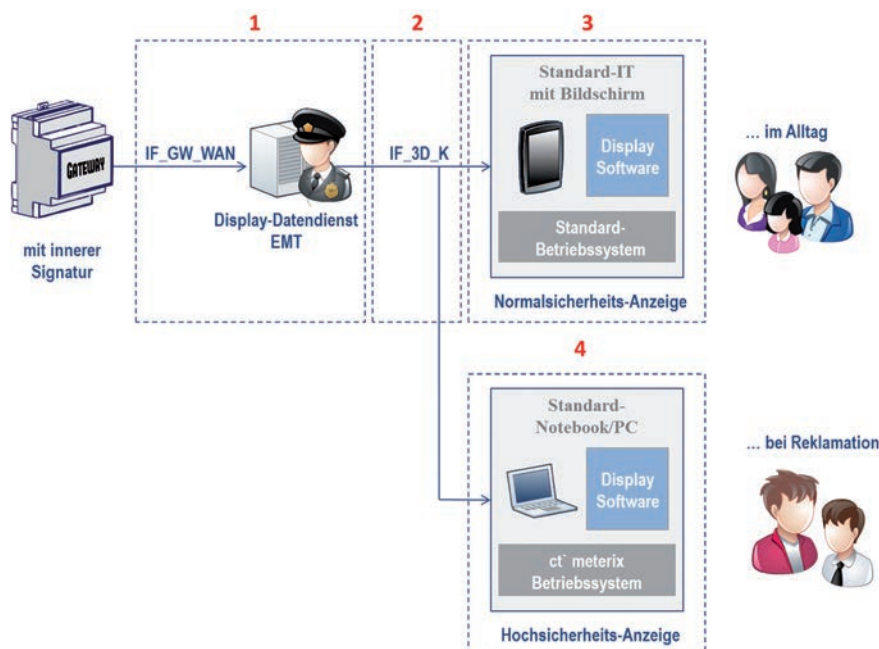 1
2
3
GATEWAY
mit innerer
Signatur
IF_GW_WAN
Display-Datendienst
EMT
IF_3D_K
Standard-IT
mit Bildschirm
Display
Software
Standard-
Betriebssystem
Normalsicherheits-Anzeige
... im Alltag
4
Standard-
Notebook/PC
Display
Software
ct` meterix
Betriebssystem
Hochsicherheits-Anzeige
... bei Reklamation